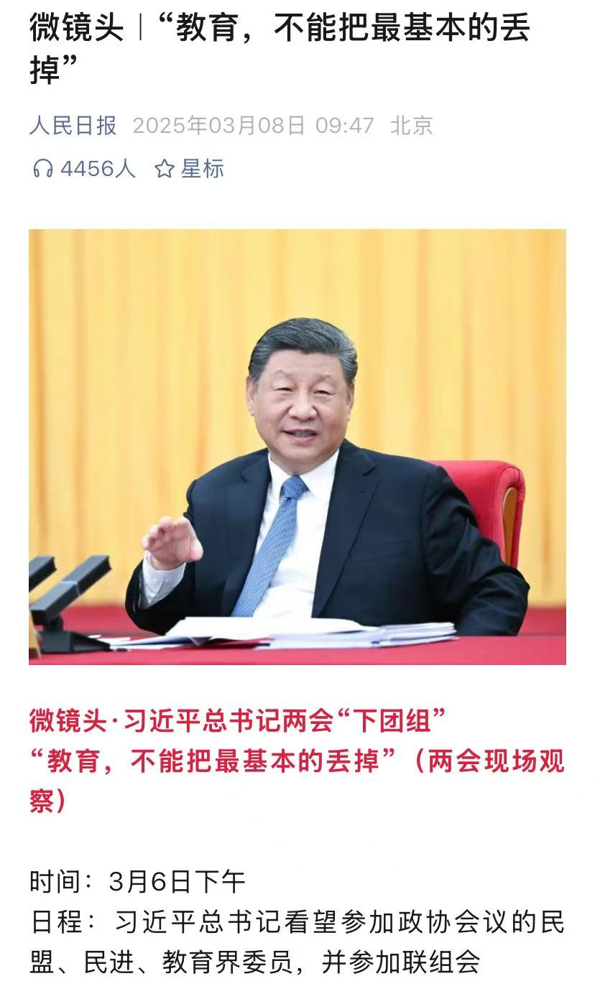 微镜头｜“教育，不能把最基本的丢
掉”
人民日报 2025年03月08日 09:47 北京
4456人 星标
微镜头·习近平总书记两会“下团组”
“教育，不能把最基本的丢掉”（两会现场观
察）
时间：3月6日下午
日程：习近平总书记看望参加政协会议的民
盟、民进、教育界委员，并参加联组会